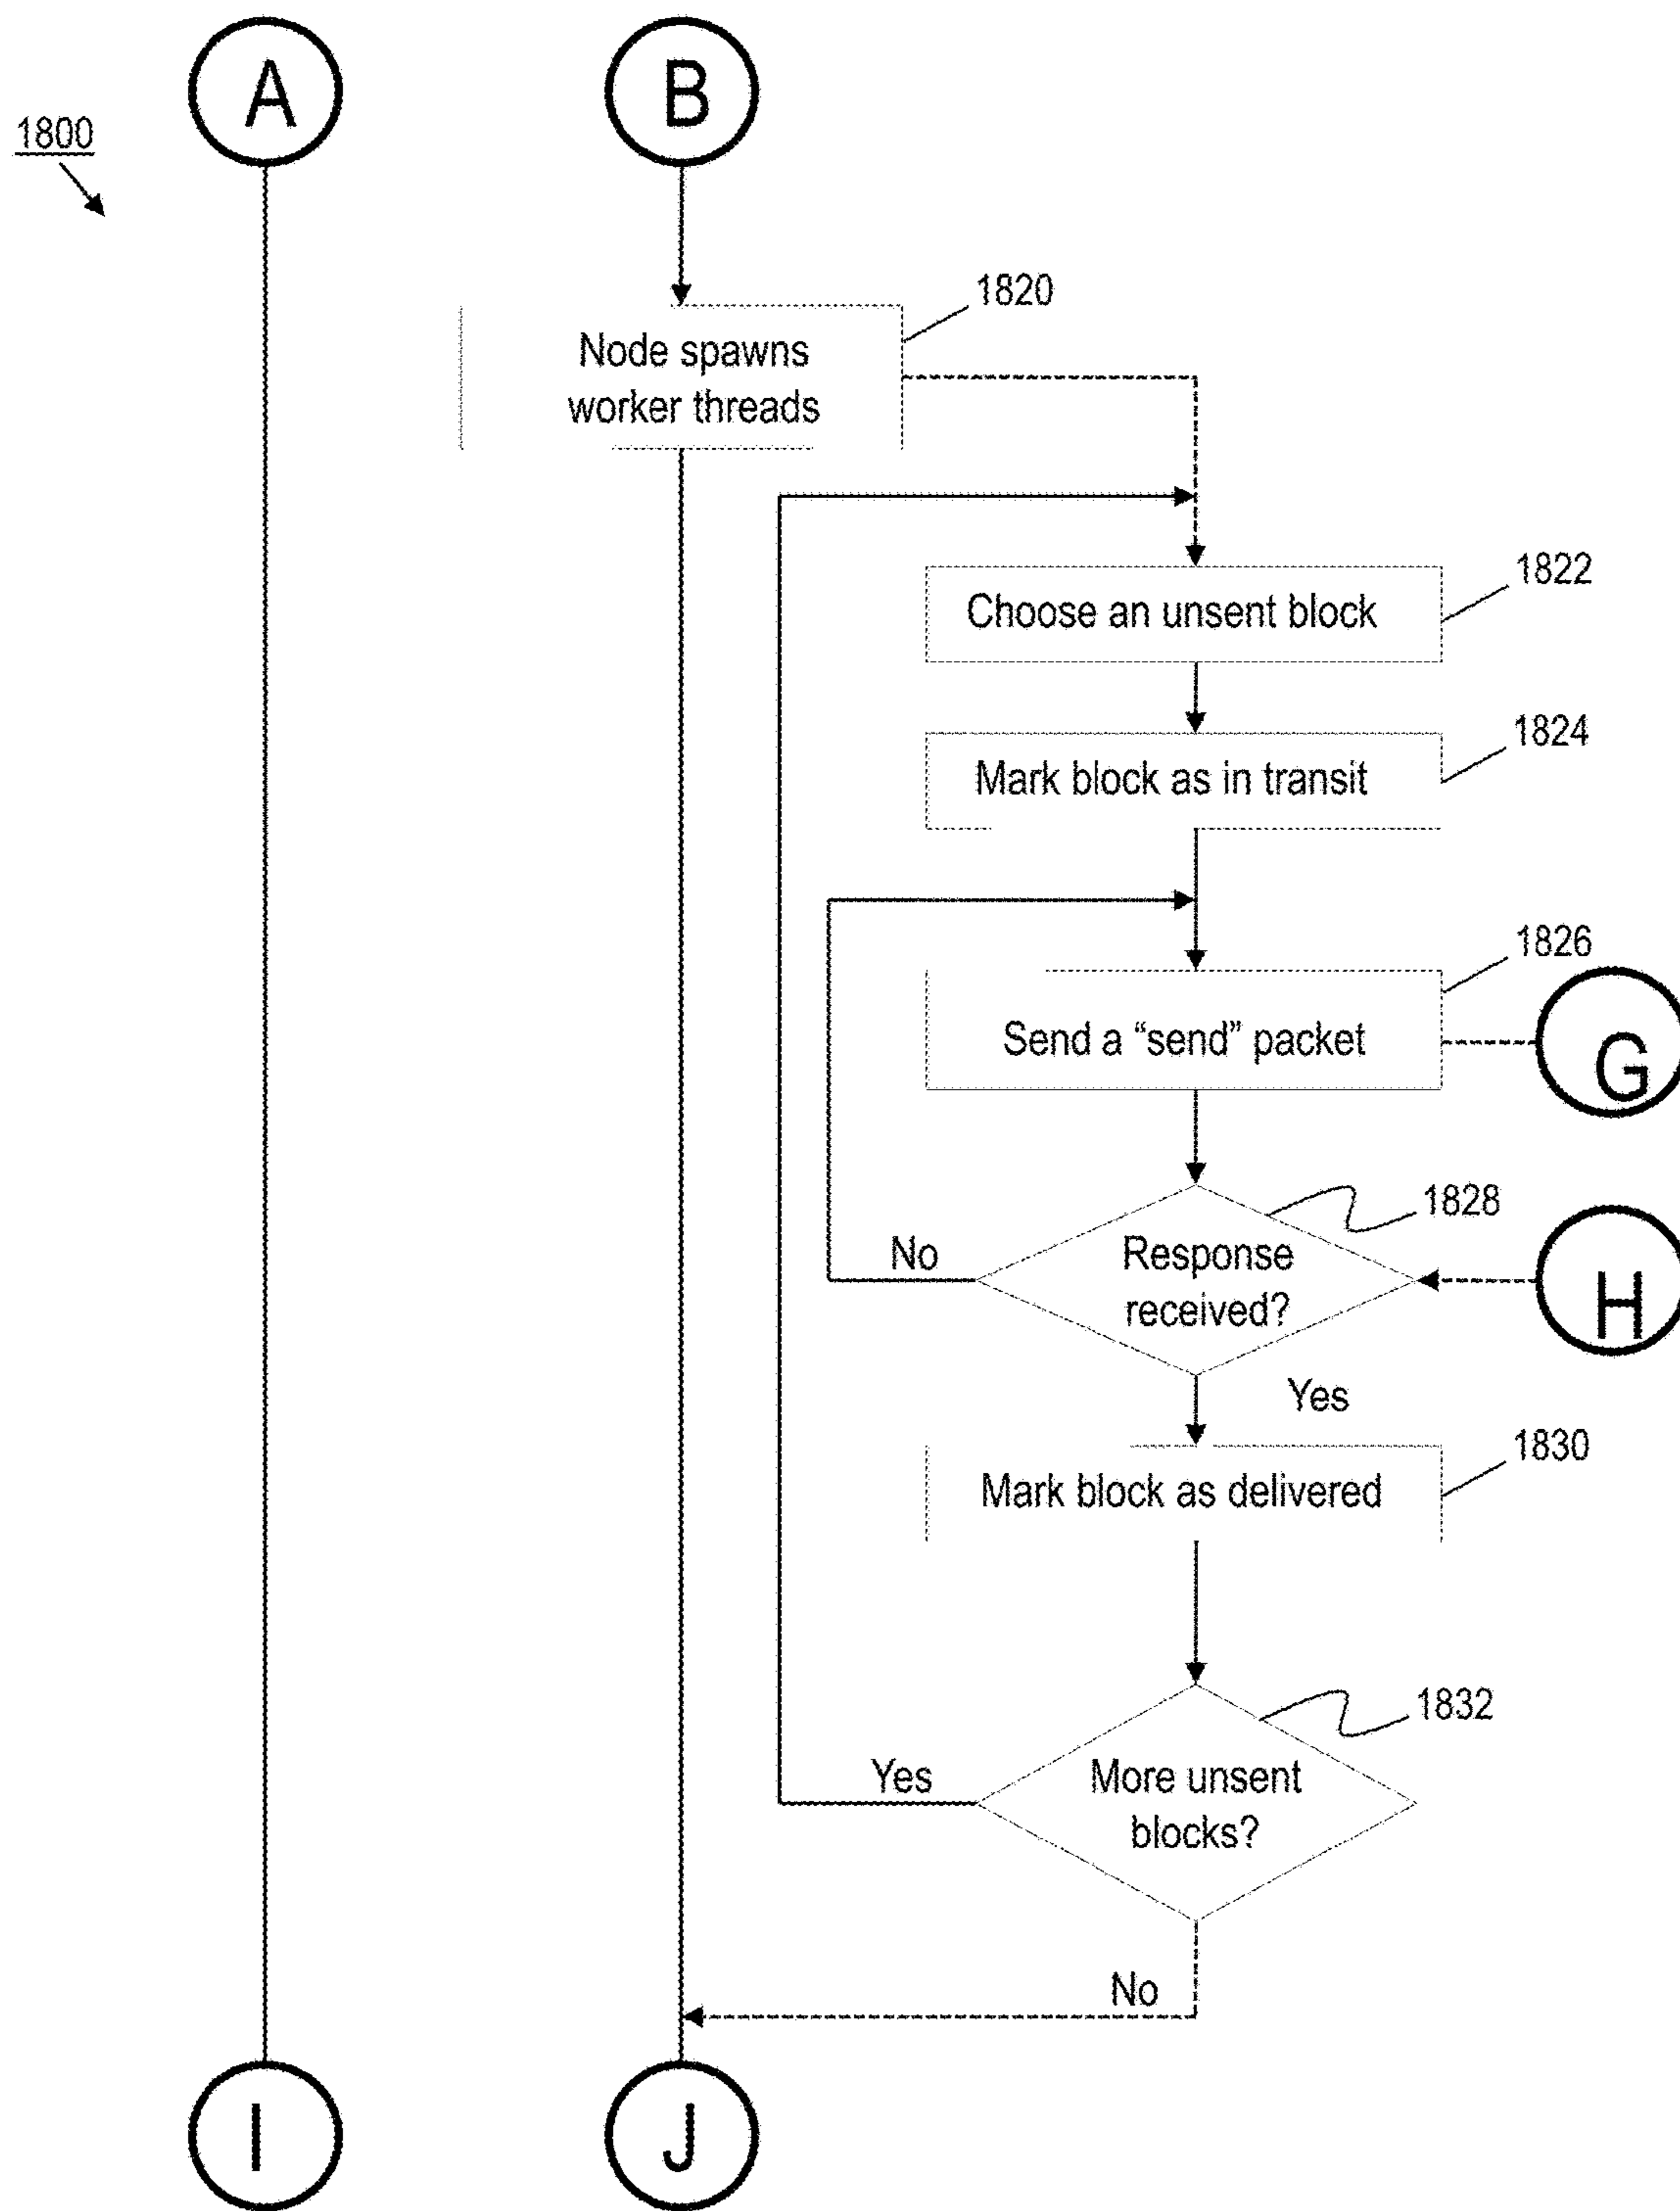 A
B
1800
1820
Node spawns
worker threads
1822
Choose an unsent block
1824
Mark block as in transit
1826
Send a “send” packet
G
1828
No
Response
received?
H
Yes
1830
Mark block as delivered
1832
Yes
More unsent
blocks?
No
I
J